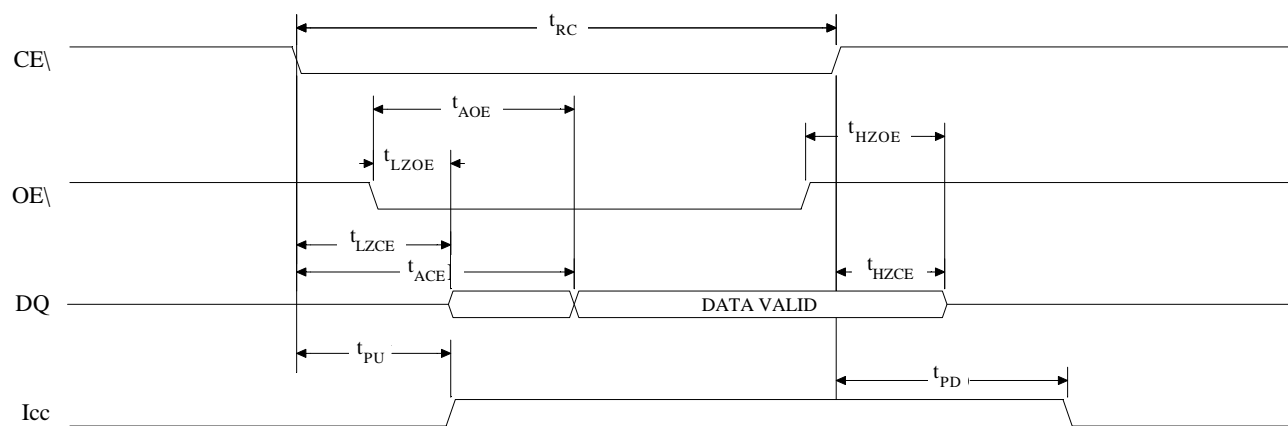 tRC
CE\
tAOE
tHZOE
tLZOE
OE\
tLZCE
tACE
tHZCE
DQ
DATA VALID
tPU
tPD
Icc